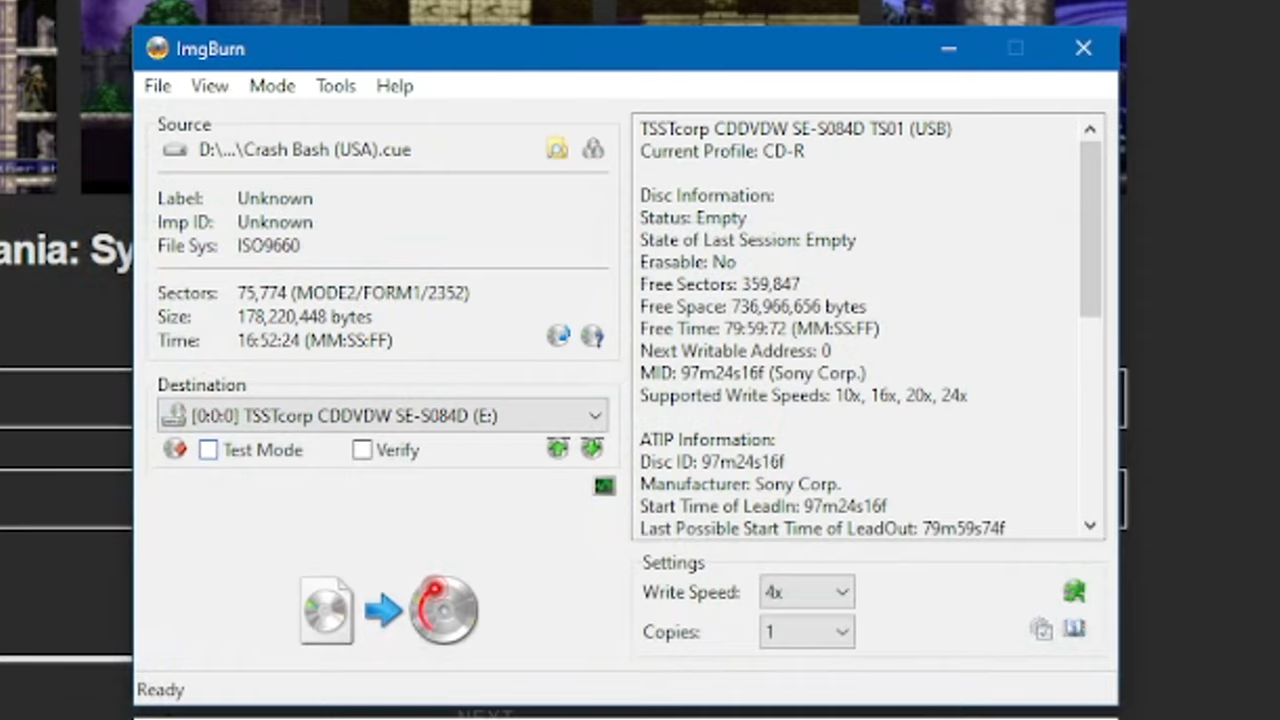 ImgBurn
File View Mode Tools Help
Source
D:\...\Crash Bash (USA).cue
Label: Unknown
Imp ID: Unknown
File Sys: ISO9660
Sectors: 75,774 (MODE2/FORM1/2352)
Size: 178,220,448 bytes
Time: 16:52:24 (MM:SS:FF)
Destination
[0:0:0] TSSTcorp CDDVDW SE-S084D (E:)
Test Mode Verify
TSSTcorp CDDVDW SE-S084D TS01 (USB)
Current Profile: CD-R
Disc Information:
Status: Empty
State of Last Session: Empty
Erasable: No
Free Sectors: 359,847
Free Space: 736,966,656 bytes
Free Time: 79:59:72 (MM:SS:FF)
Next Writable Address: 0
MID: 97m24s16f (Sony Corp.)
Supported Write Speeds: 10x, 16x, 20x, 24x
ATIP Information:
Disc ID: 97m24s16f
Manufacturer: Sony Corp.
Start Time of LeadIn: 97m24s16f
Last Possible Start Time of LeadOut: 79m59s74f
Settings
Write Speed: 4x
Copies: 1
Ready
ania: Sy
NEXT